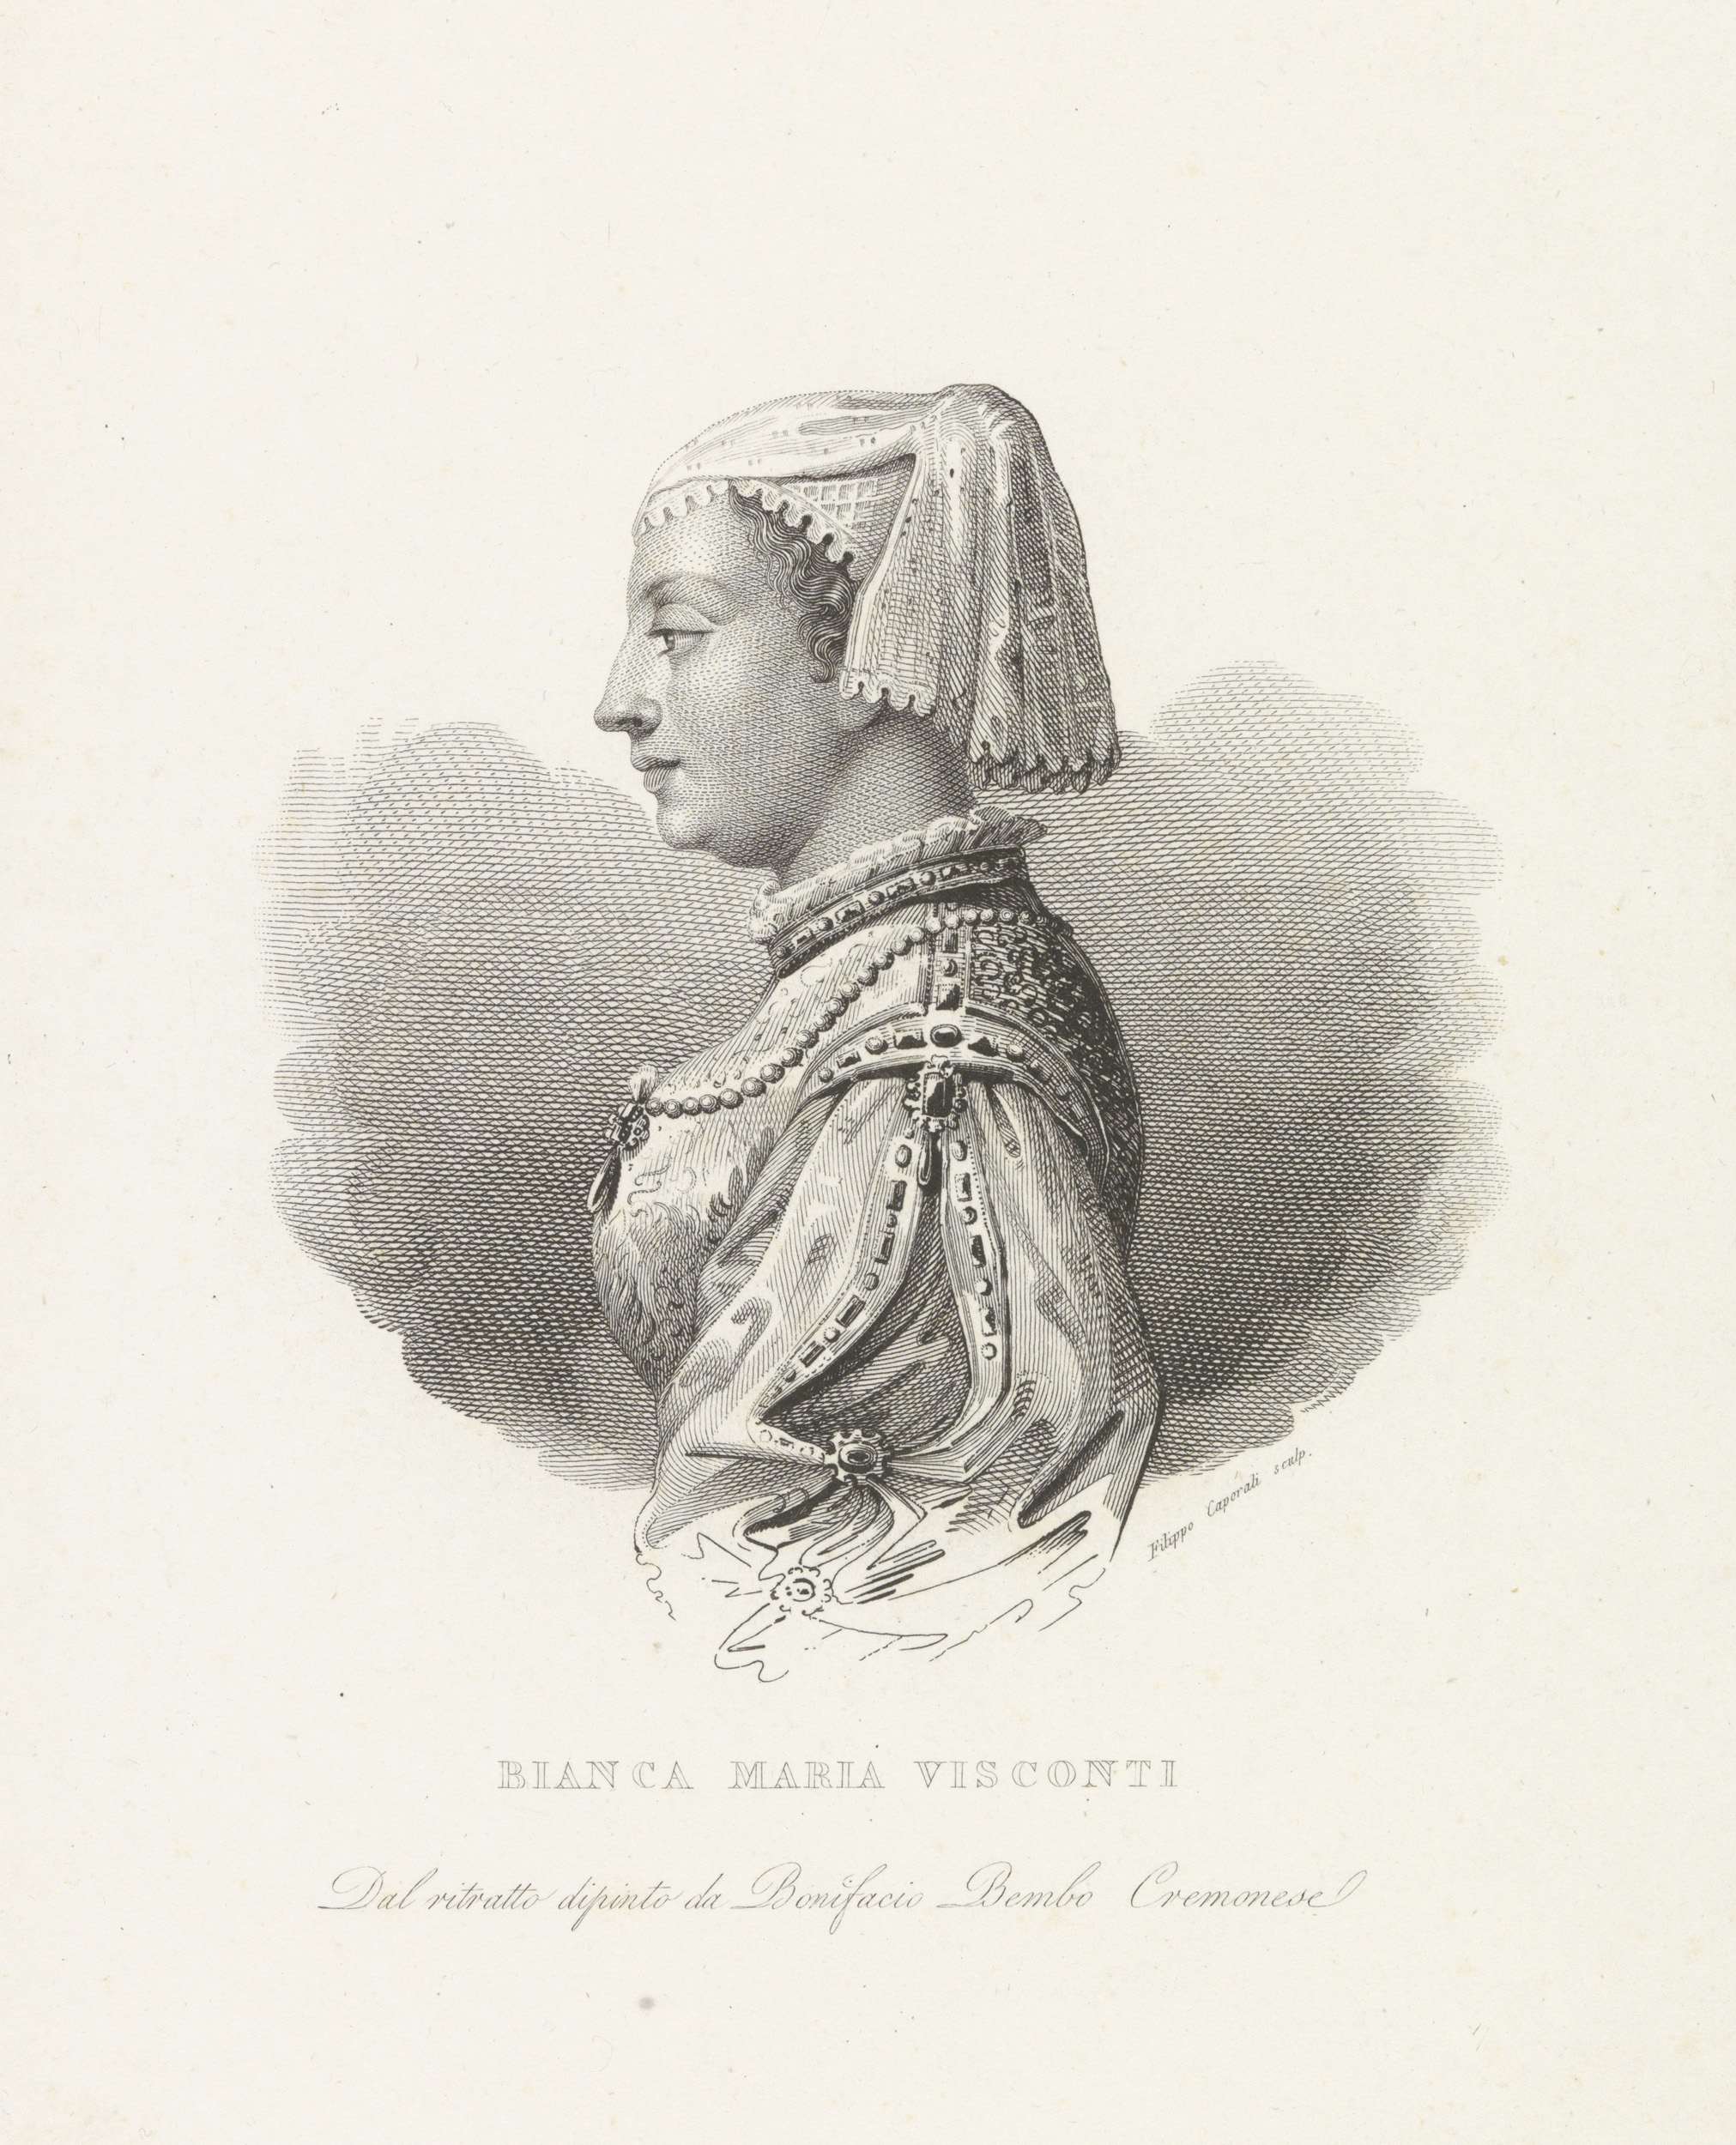 Filippo Caporali sculp.
BIANCA MARIA VISCONTI
Dal ritratto dipinto da Bonifacio Bembo Cremonese